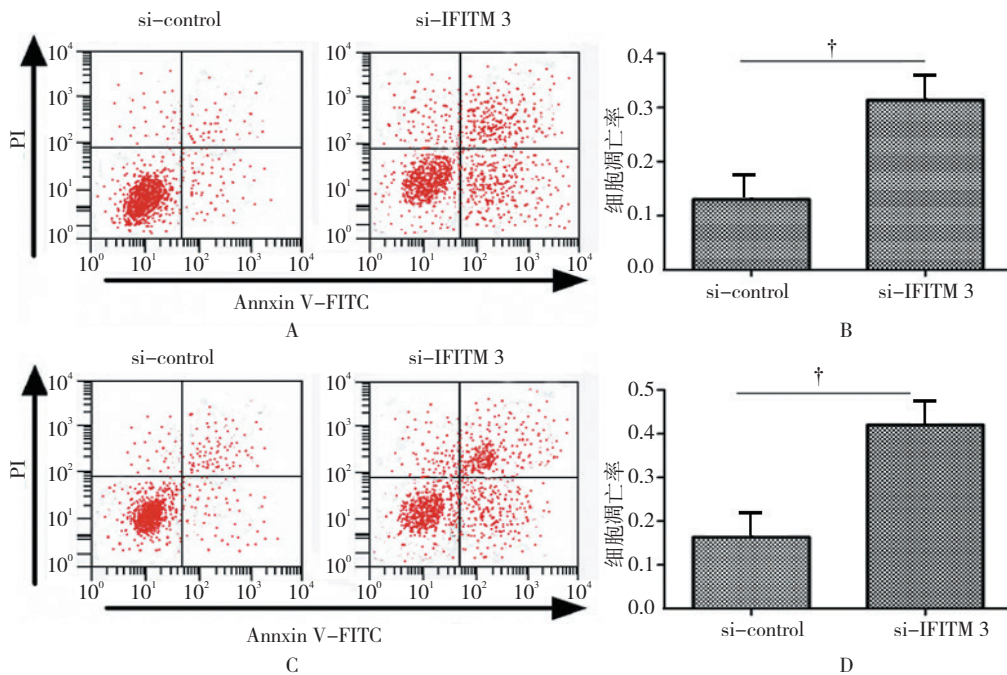 si-control
si-IFITM 3
PI
10⁴
10³
10²
10¹
10⁰
10⁰ 10¹ 10² 10³ 10⁴
10⁴
10³
10²
10¹
10⁰
10⁰ 10¹ 10² 10³ 10⁴
Annxin V-FITC
A
细胞凋亡率
0.4
0.3
0.2
0.1
0.0
†
si-control
si-IFITM 3
B
si-control
si-IFITM 3
PI
10⁴
10³
10²
10¹
10⁰
10⁰ 10¹ 10² 10³ 10⁴
10⁴
10³
10²
10¹
10⁰
10⁰ 10¹ 10² 10³ 10⁴
Annxin V-FITC
C
细胞凋亡率
0.5
0.4
0.3
0.2
0.1
0.0
†
si-control
si-IFITM 3
D